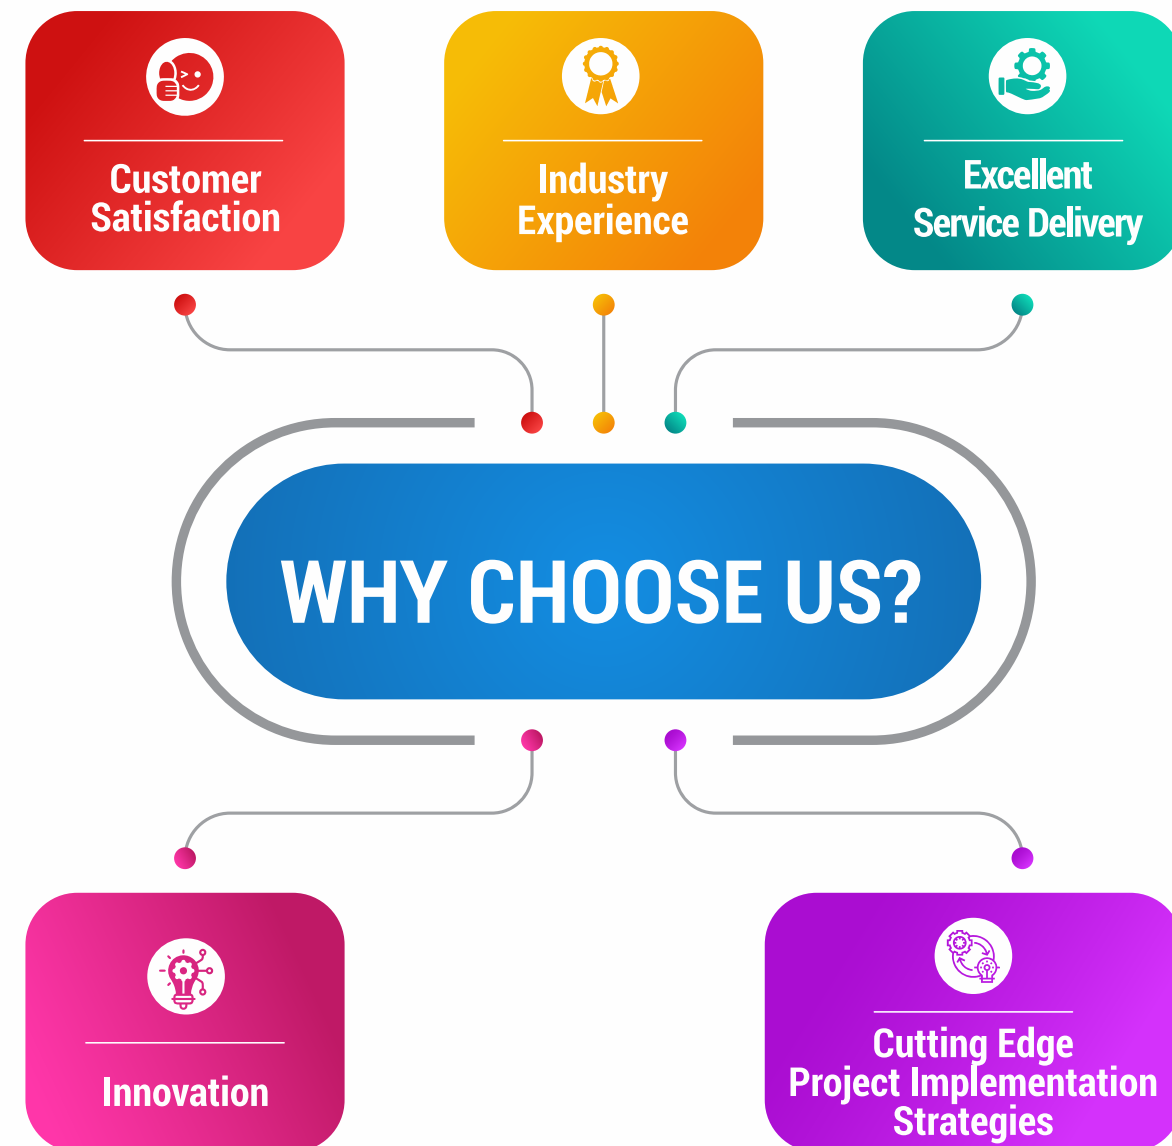 Customer
Satisfaction
Industry
Experience
Excellent
Service Delivery
WHY CHOOSE US?
Innovation
Cutting Edge
Project Implementation
Strategies